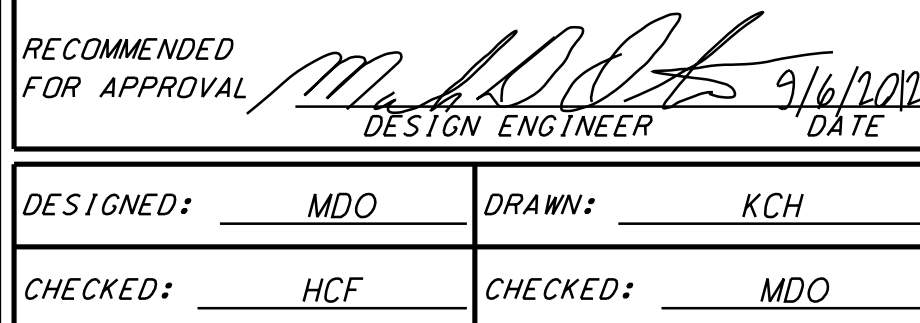 RECOMMENDED
FOR APPROVAL 9/6/2012
DESIGN ENGINEER DATE
DESIGNED: MDO DRAWN: KCH
CHECKED: HCF CHECKED: MDO